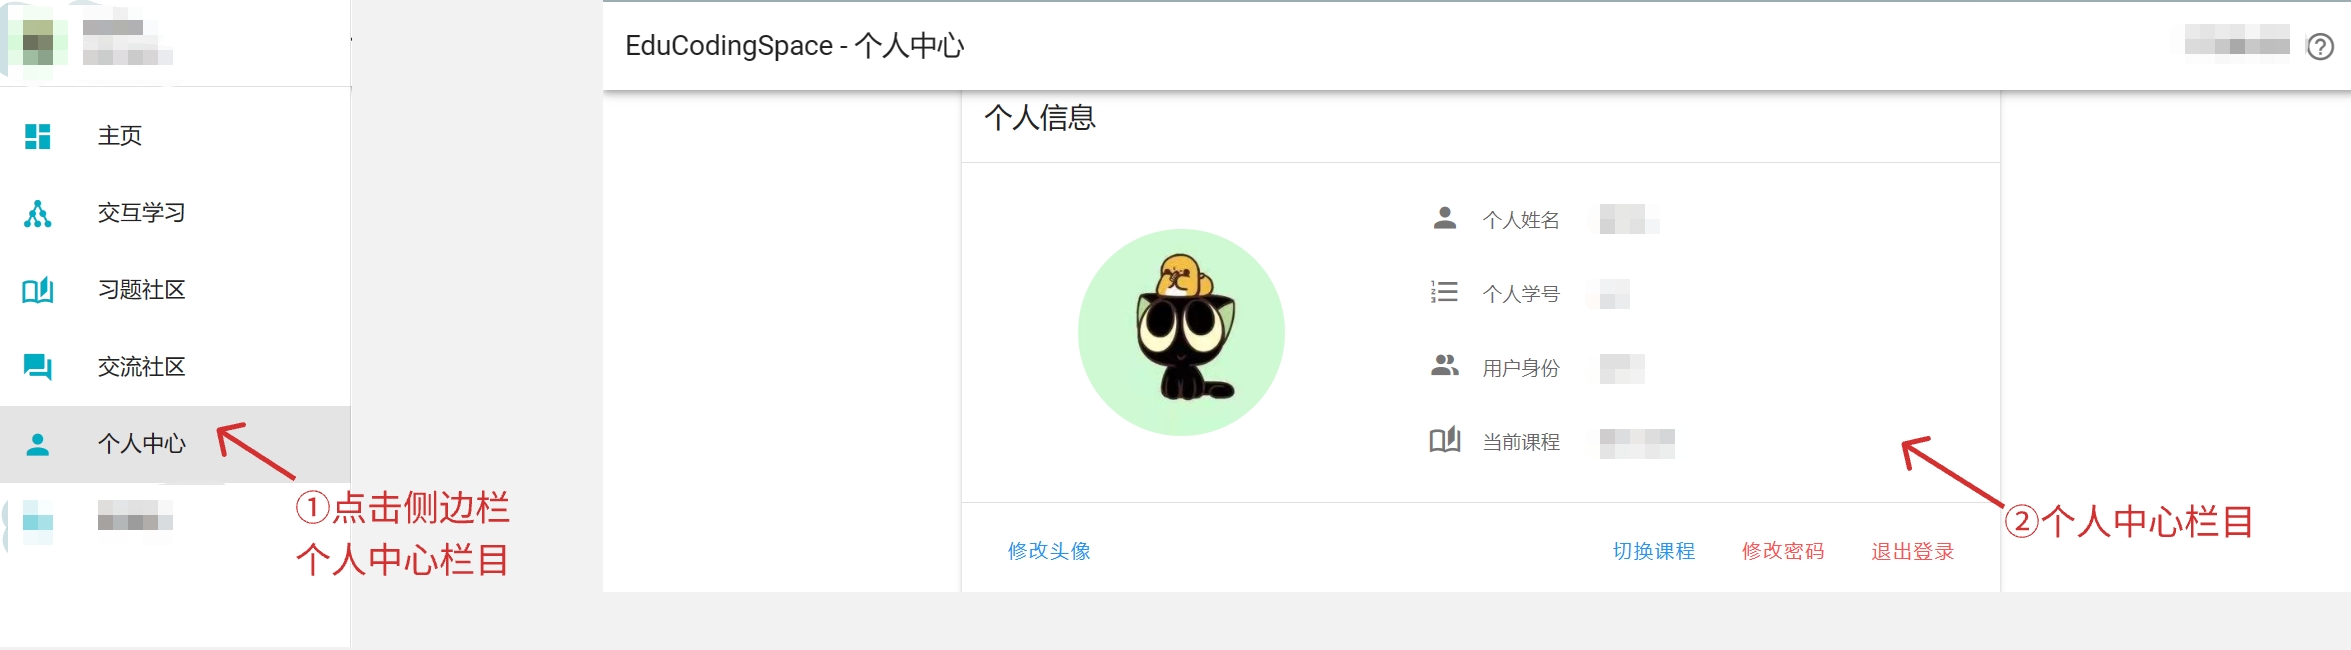 主页
交互学习
习题社区
交流社区
个人中心
①点击侧边栏
个人中心栏目
EduCodingSpace - 个人中心
个人信息
个人姓名
个人学号
用户身份
当前课程
②个人中心栏目
修改头像
切换课程
修改密码
退出登录